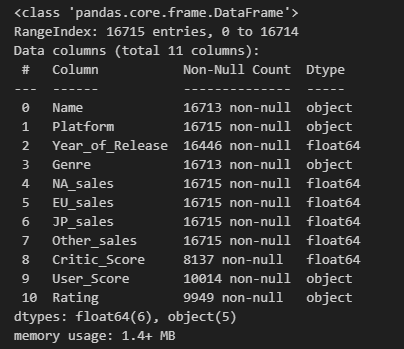 <class 'pandas.core.frame.DataFrame'>
RangeIndex: 16715 entries, 0 to 16714
Data columns (total 11 columns):
 #   Column           Non-Null Count  Dtype
---  ------           --------------  -----
 0   Name             16713 non-null  object
 1   Platform         16715 non-null  object
 2   Year_of_Release  16446 non-null  float64
 3   Genre            16713 non-null  object
 4   NA_sales         16715 non-null  float64
 5   EU_sales         16715 non-null  float64
 6   JP_sales         16715 non-null  float64
 7   Other_sales      16715 non-null  float64
 8   Critic_Score     8137 non-null   float64
 9   User_Score       10014 non-null  object
 10  Rating           9949 non-null   object
dtypes: float64(6), object(5)
memory usage: 1.4+ MB